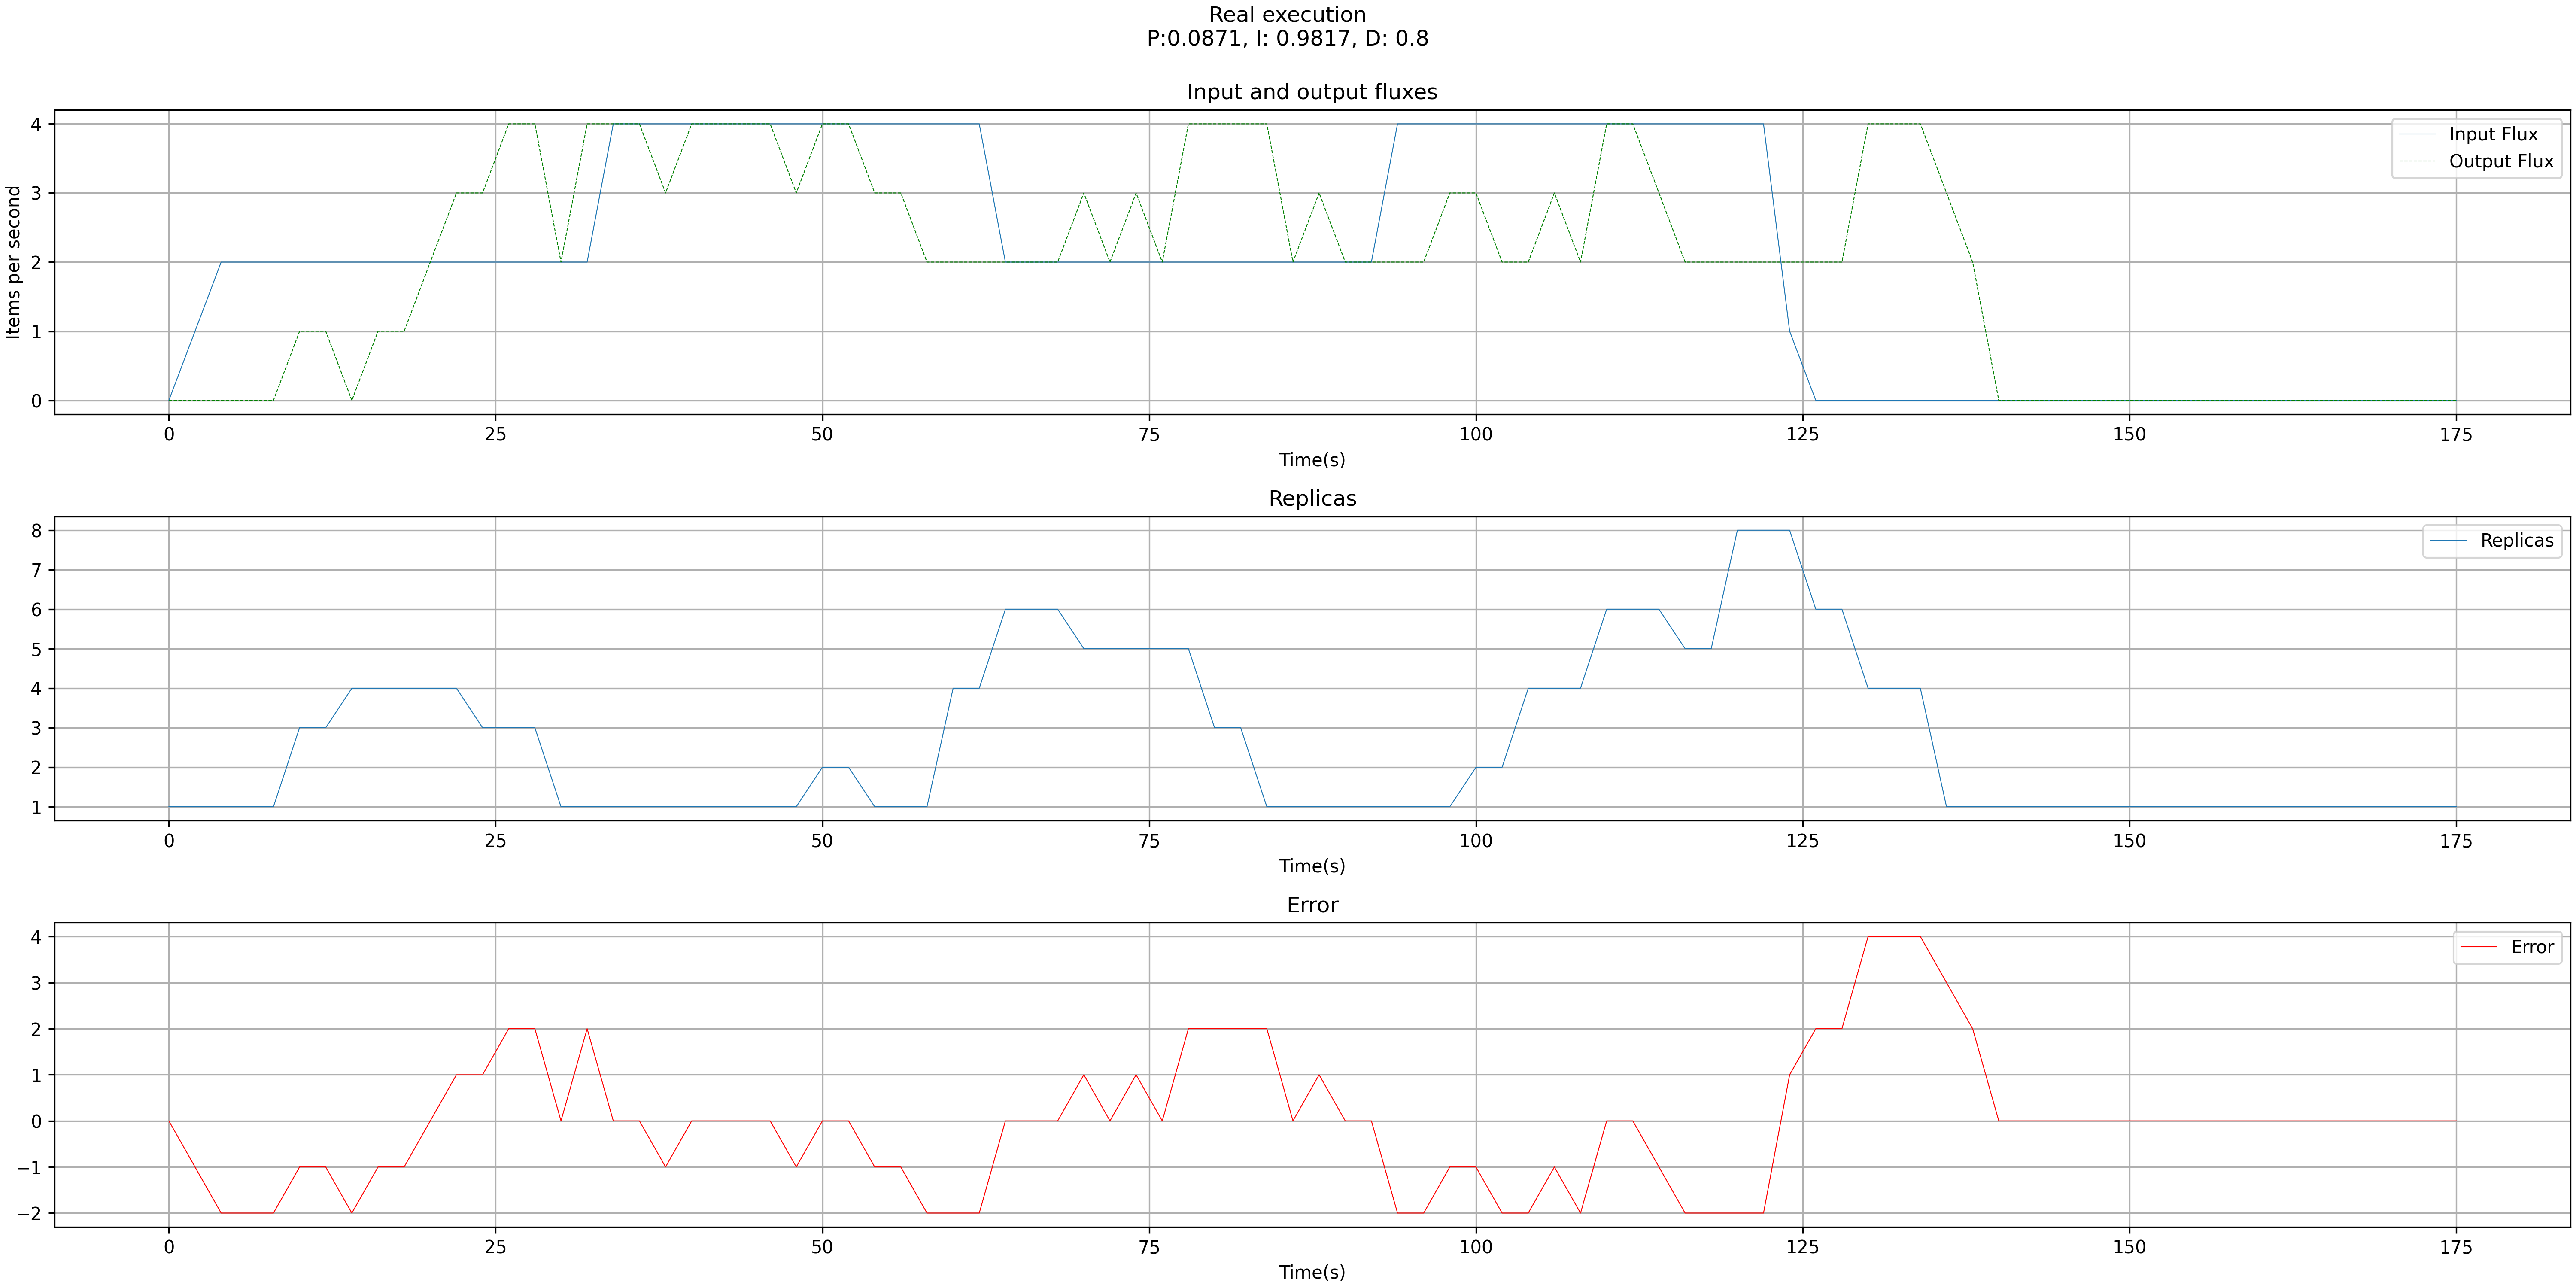 Real execution
P:0.0871, I: 0.9817, D: 0.8
Input and output fluxes
Items per second
4
3
2
1
0
Input Flux
Output Flux
0 25 50 75 100 125 150 175
Time(s)
Replicas
8
7
6
5
4
3
2
1
Replicas
0 25 50 75 100 125 150 175
Time(s)
Error
4
3
2
1
0
−1
−2
Error
0 25 50 75 100 125 150 175
Time(s)